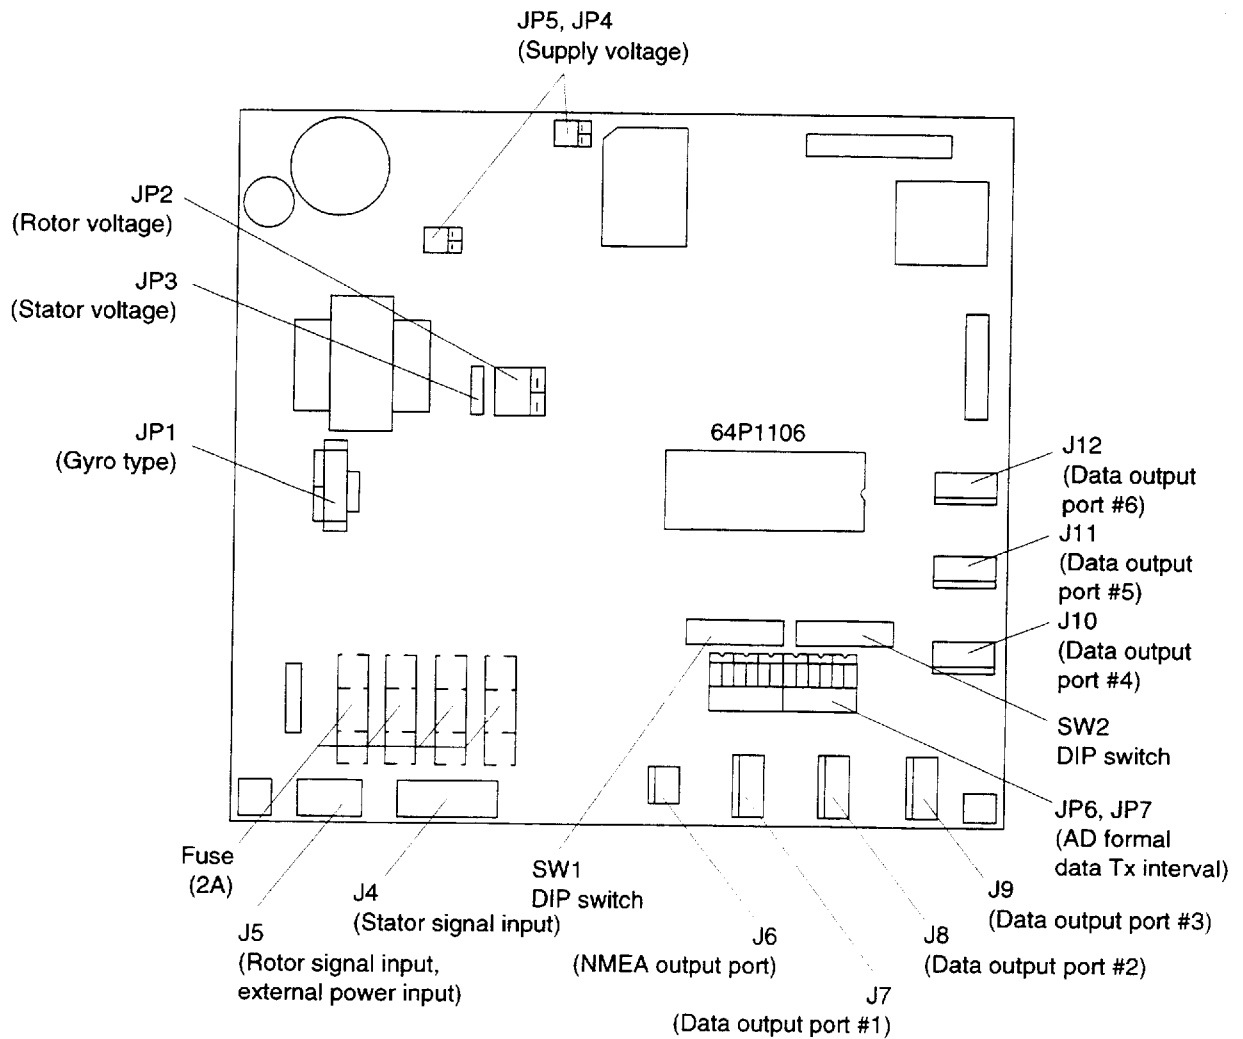 JP5, JP4
(Supply voltage)
JP2
(Rotor voltage)
JP3
(Stator voltage)
JP1
(Gyro type)
64P1106
J12
(Data output
port #6)
J11
(Data output
port #5)
J10
(Data output
port #4)
SW2
DIP switch
JP6, JP7
(AD formal
data Tx interval)
Fuse
(2A)
J5
(Rotor signal input,
external power input)
J4
(Stator signal input)
SW1
DIP switch
J6
(NMEA output port)
J7
(Data output port #1)
J8
(Data output port #2)
J9
(Data output port #3)